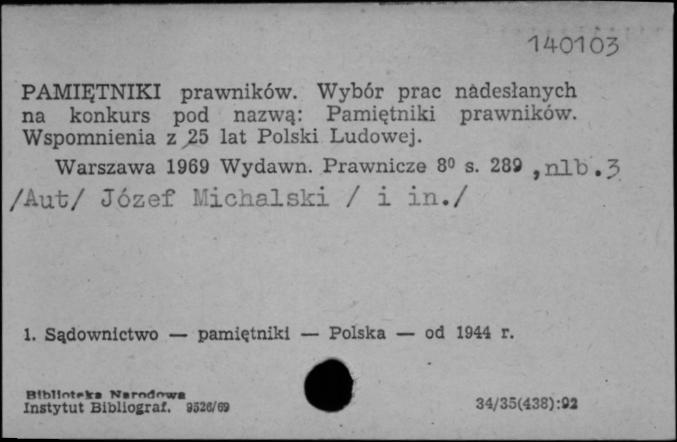 140103
PAMIĘTNIKI prawników. Wybór prac nadesłanych
na konkurs pod nazwą: Pamiętniki prawników.
Wspomnienia z 25 lat Polski Ludowej.
Warszawa 1969 Wydawn. Prawnicze 8⁰ s. 289 ,nlb.3
/Aut/ Józef Michalski / i in./
1. Sądownictwo — pamiętniki — Polska — od 1944 r.
Biblioteka Narodowa
Instytut Bibliograf. 9526/69
34/35(438):92